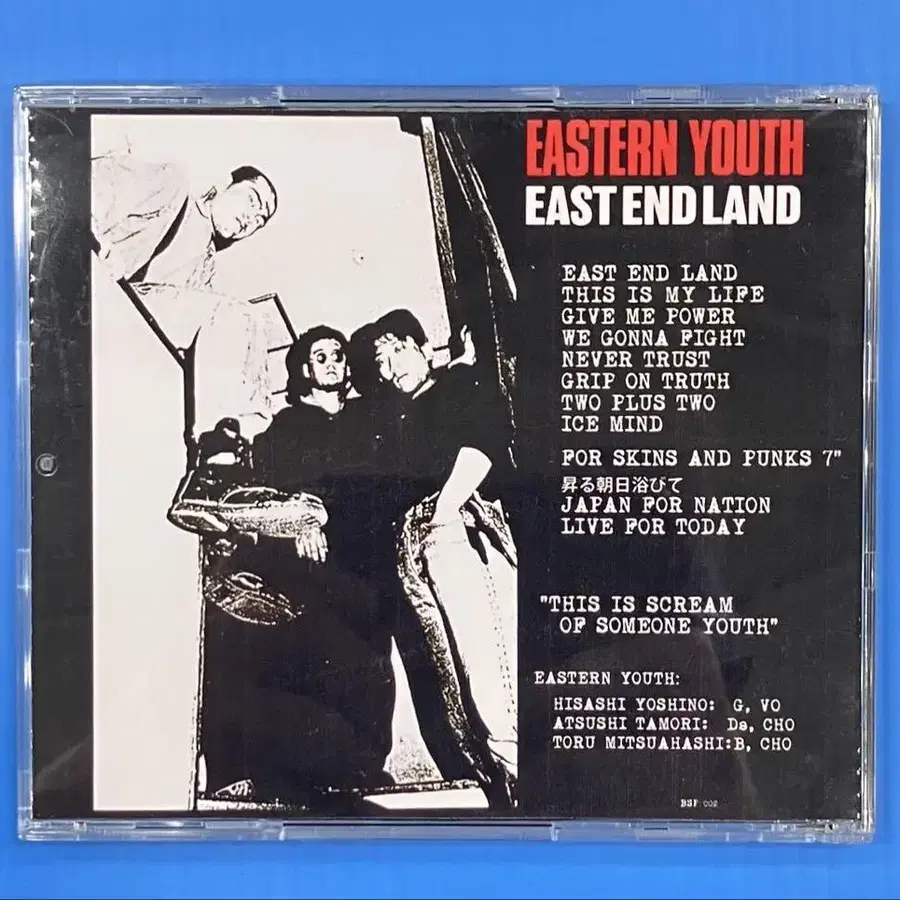 EASTERN YOUTH
EAST END LAND
EAST END LAND
THIS IS MY LIFE
GIVE ME POWER
WE GONNA FIGHT
NEVER TRUST
GRIP ON TRUTH
TWO PLUS TWO
ICE MIND
FOR SKINS AND PUNKS 7"
昇る朝日浴びて
JAPAN FOR NATION
LIVE FOR TODAY
"THIS IS SCREAM
OF SOMEONE YOUTH"
EASTERN YOUTH:
HISASHI YOSHINO: G, VO
ATSUSHI TAMORI: Ds, CHO
TORU MITSUAHASHI:B, CHO
BSF 002